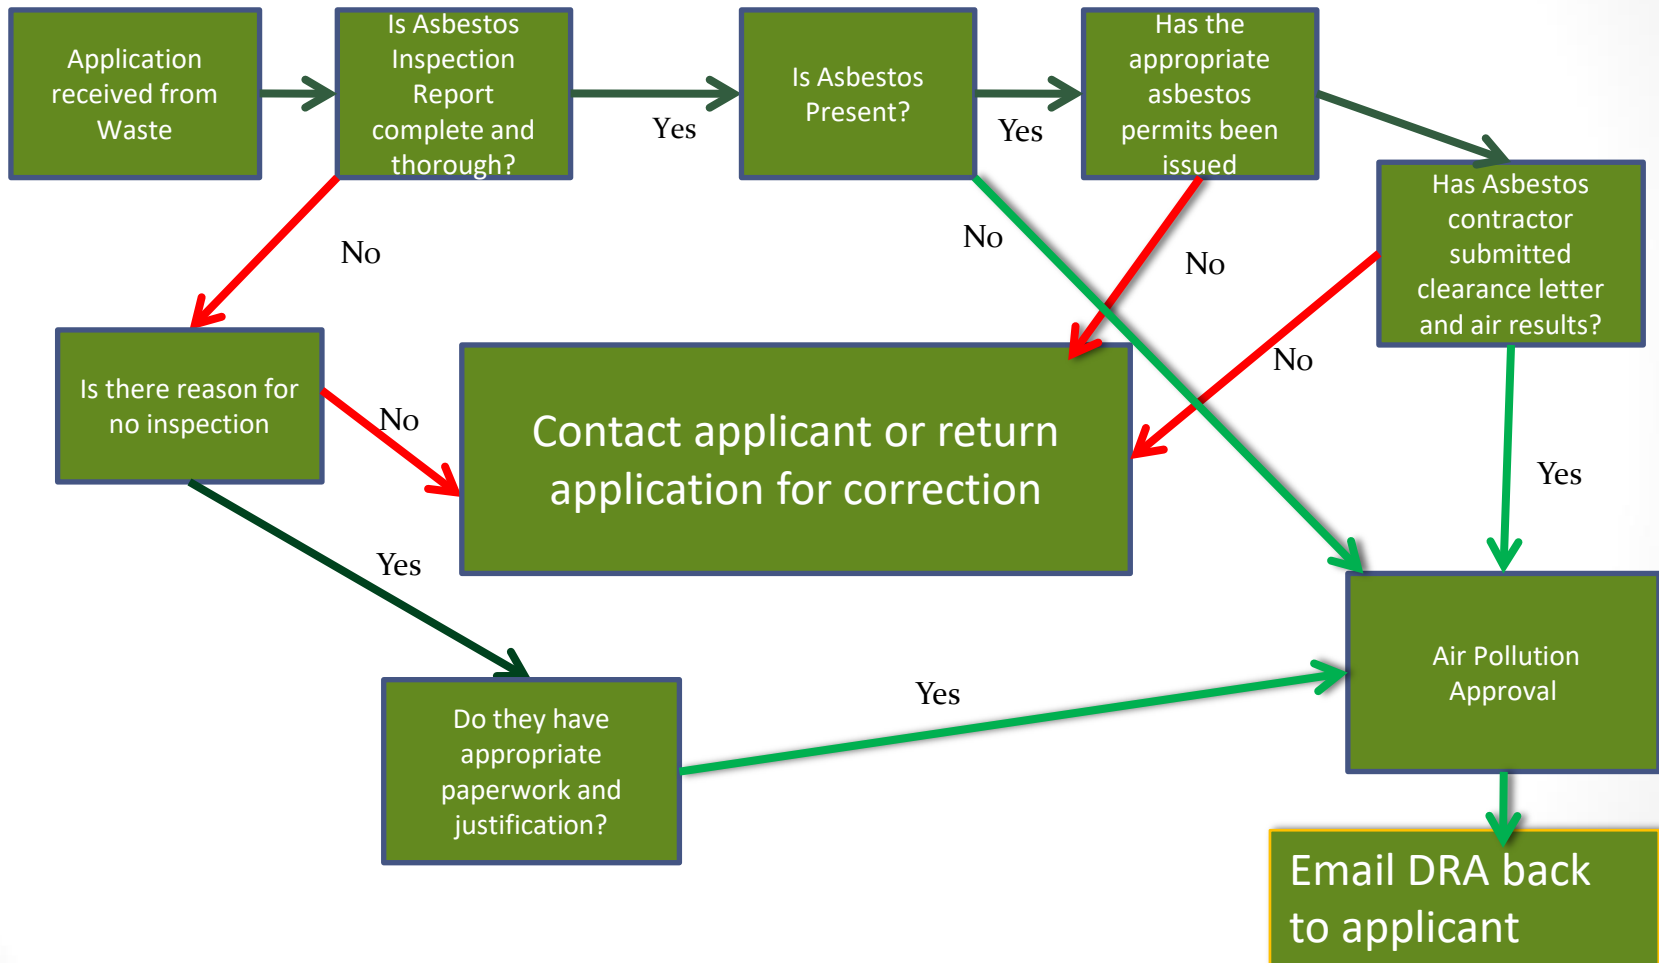 Application
received from
Waste
Is Asbestos
Inspection
Report
complete and
thorough?
Yes
Is Asbestos
Present?
Yes
Has the
appropriate
asbestos
permits been
issued
Has Asbestos
contractor
submitted
clearance letter
and air results?
No
No
No
No
Is there reason for
no inspection
No
Contact applicant or return
application for correction
Yes
Yes
Do they have
appropriate
paperwork and
justification?
Yes
Air Pollution
Approval
Email DRA back
to applicant